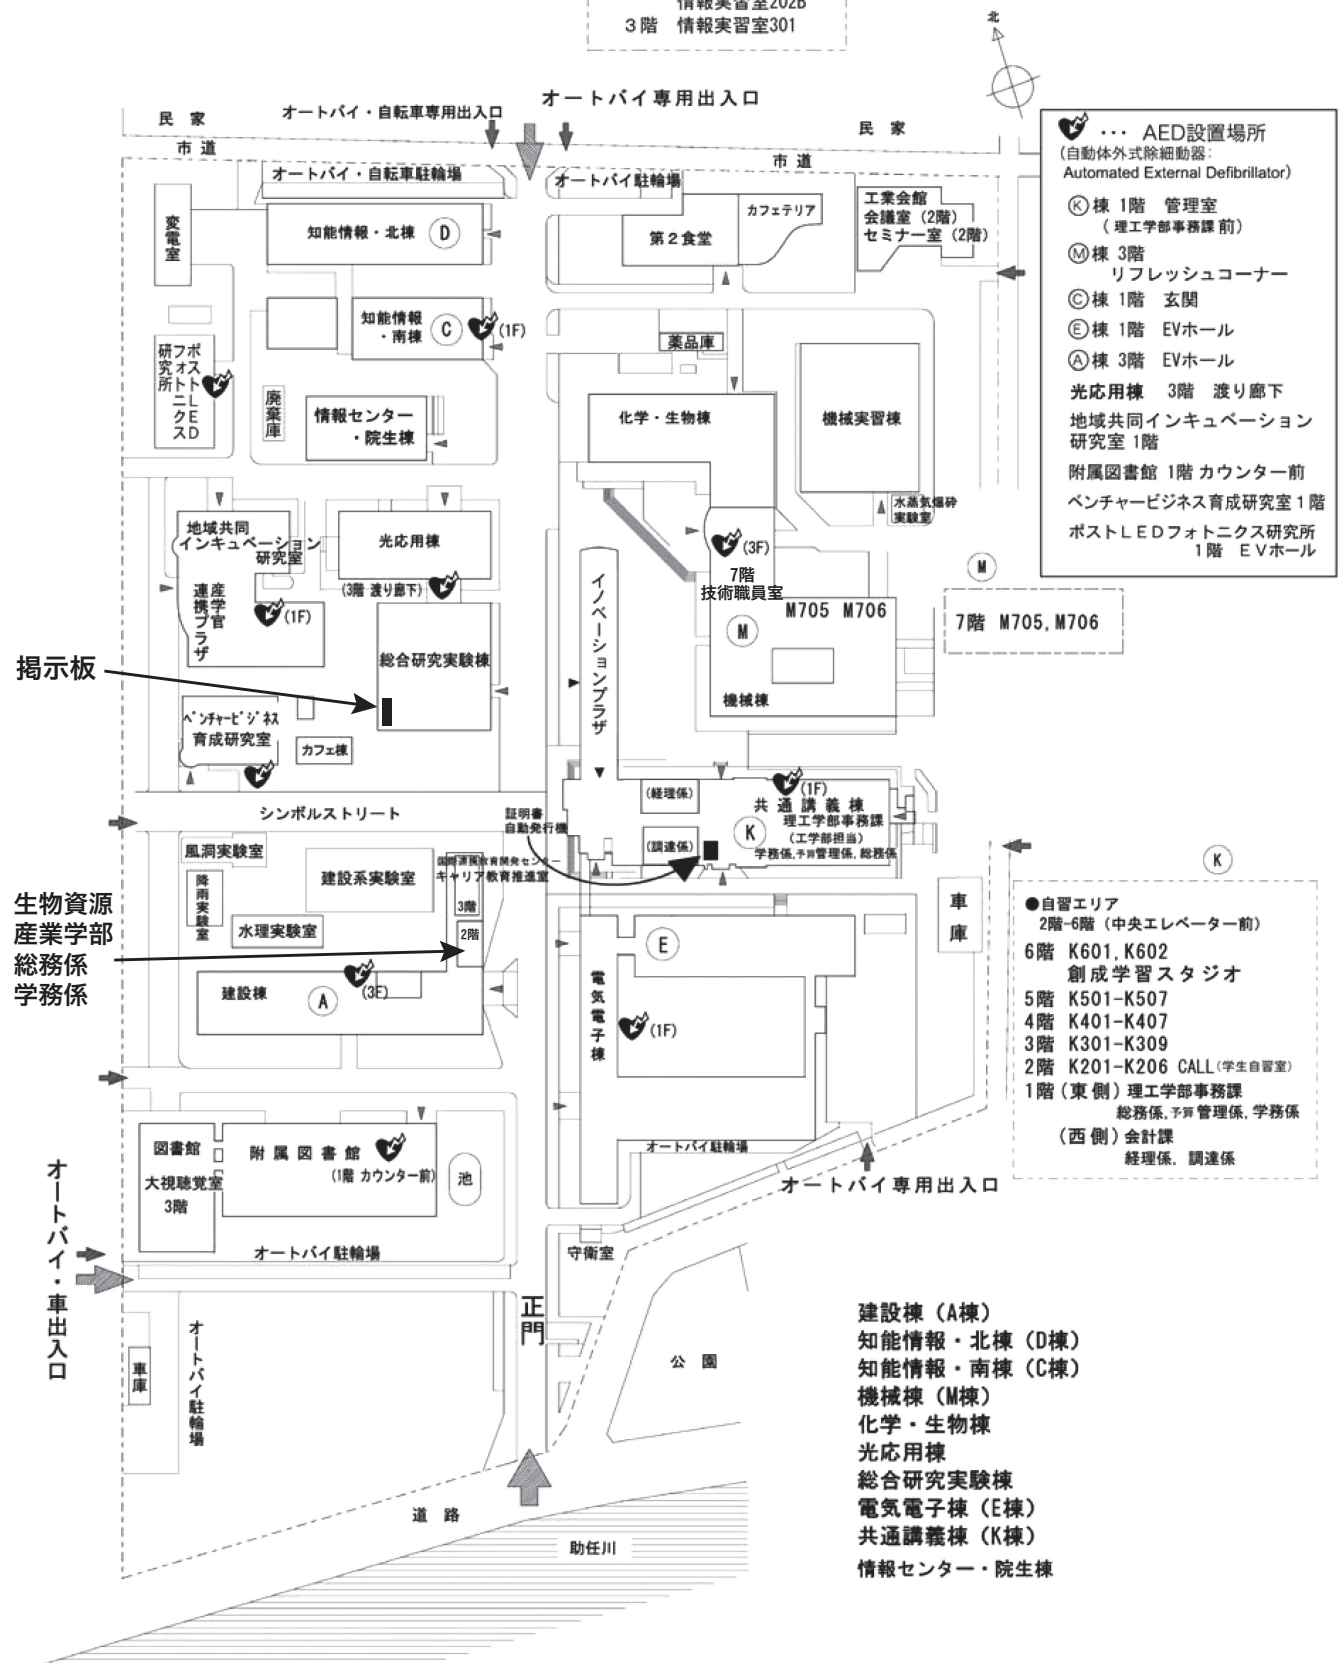 情報実習室202B
3階 情報実習室301
北
オートバイ・自転車専用出入口
オートバイ専用出入口
民 家
市 道
民 家
市 道
オートバイ・自転車駐輪場
オートバイ駐輪場
変電室
知能情報・北棟 D
第2食堂
カフェテリア
工業会館
会議室(2階)
セミナー室(2階)
知能情報
・南棟
C
(1F)
薬品庫
ポストLED
フォトニクス
研究所
廃棄庫
情報センター
・院生棟
化学・生物棟
機械実習棟
水蒸気爆砕
実験室
地域共同
インキュベーション
研究室
光応用棟
(3階 渡り廊下)
産学官
連携プラザ
(1F)
イノベーションプラザ
(3F)
7階
技術職員室
M705 M706
M
機械棟
M
7階 M705,M706
掲示板
総合研究実験棟
ベンチャービジネス
育成研究室
カフェ棟
シンボルストリート
証明書
自動発行機
(経理係)
(調達係)
(1F)
共通講義棟
理工学部事務課
(工学部担当)
学務係,予算管理係,総務係
K
風洞実験室
降雨実験室
建設系実験室
水理実験室
国際連携教育開発センター
キャリア教育推進室
3階
2階
生物資源
産業学部
総務係
学務係
建設棟
A
(3F)
E
電気電子棟
(1F)
車庫
図書館
大視聴覚室
3階
附属図書館
(1階 カウンター前)
池
オートバイ駐輪場
オートバイ駐輪場
オートバイ専用出入口
守衛室
オートバイ・車出入口
車庫
オートバイ駐輪場
正門
公 園
道 路
助任川
・・・ AED設置場所
(自動体外式除細動器:
Automated External Defibrillator)
K棟 1階 管理室
(理工学部事務課前)
M棟 3階
リフレッシュコーナー
C棟 1階 玄関
E棟 1階 EVホール
A棟 3階 EVホール
光応用棟 3階 渡り廊下
地域共同インキュベーション
研究室 1階
附属図書館 1階 カウンター前
ベンチャービジネス育成研究室1階
ポストLEDフォトニクス研究所
1階 EVホール
K
●自習エリア
2階-6階(中央エレベーター前)
6階 K601,K602
創成学習スタジオ
5階 K501-K507
4階 K401-K407
3階 K301-K309
2階 K201-K206 CALL(学生自習室)
1階(東側)理工学部事務課
総務係,予算管理係,学務係
(西側)会計課
経理係,調達係
建設棟(A棟)
知能情報・北棟(D棟)
知能情報・南棟(C棟)
機械棟(M棟)
化学・生物棟
光応用棟
総合研究実験棟
電気電子棟(E棟)
共通講義棟(K棟)
情報センター・院生棟